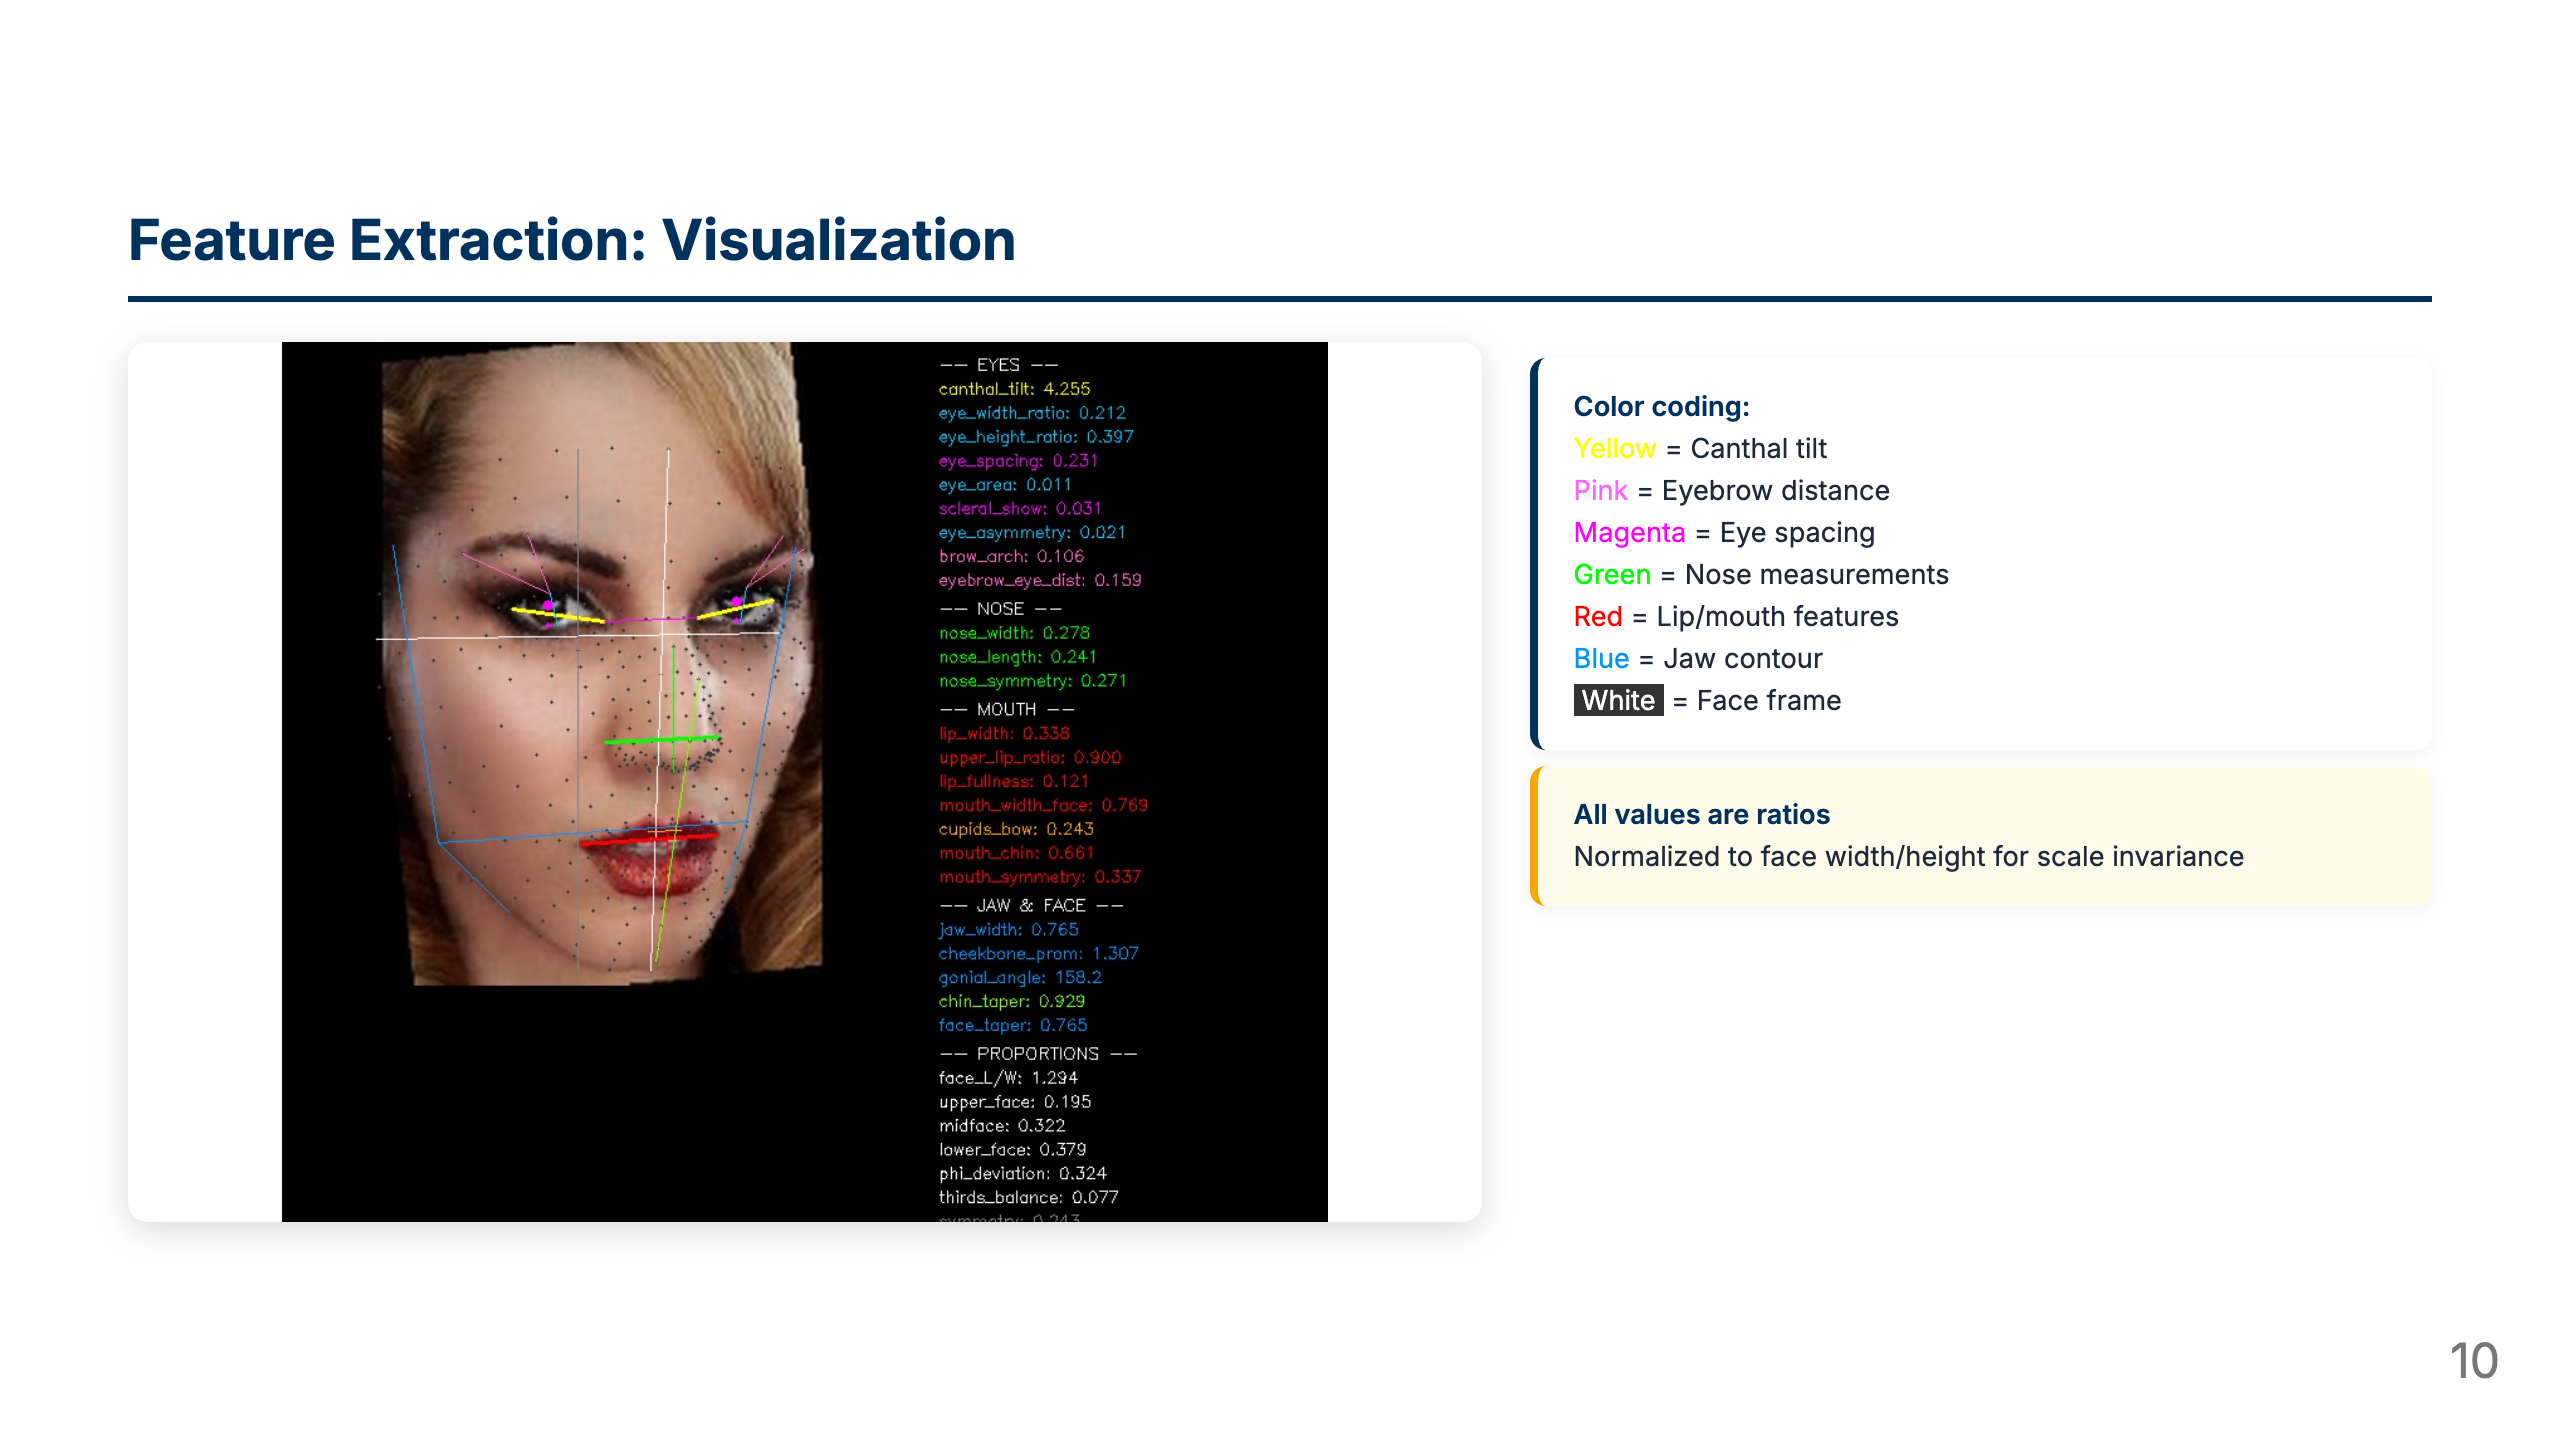 Feature Extraction: Visualization
—— EYES ——
canthal_tilt: 4.255
eye_width_ratio: 0.212
eye_height_ratio: 0.397
eye_spacing: 0.231
eye_area: 0.011
scleral_show: 0.031
eye_asymmetry: 0.021
brow_arch: 0.106
eyebrow_eye_dist: 0.159
—— NOSE ——
nose_width: 0.278
nose_length: 0.241
nose_symmetry: 0.271
—— MOUTH ——
lip_width: 0.338
upper_lip_ratio: 0.900
lip_fullness: 0.121
mouth_width_face: 0.769
cupids_bow: 0.243
mouth_chin: 0.661
mouth_symmetry: 0.337
—— JAW & FACE ——
jaw_width: 0.765
cheekbone_prom: 1.307
gonial_angle: 158.2
chin_taper: 0.929
face_taper: 0.765
—— PROPORTIONS ——
face_L/W: 1.294
upper_face: 0.195
midface: 0.322
lower_face: 0.379
phi_deviation: 0.324
thirds_balance: 0.077
symmetry: 0.243
Color coding:
Yellow = Canthal tilt
Pink = Eyebrow distance
Magenta = Eye spacing
Green = Nose measurements
Red = Lip/mouth features
Blue = Jaw contour
White = Face frame
All values are ratios
Normalized to face width/height for scale invariance
10